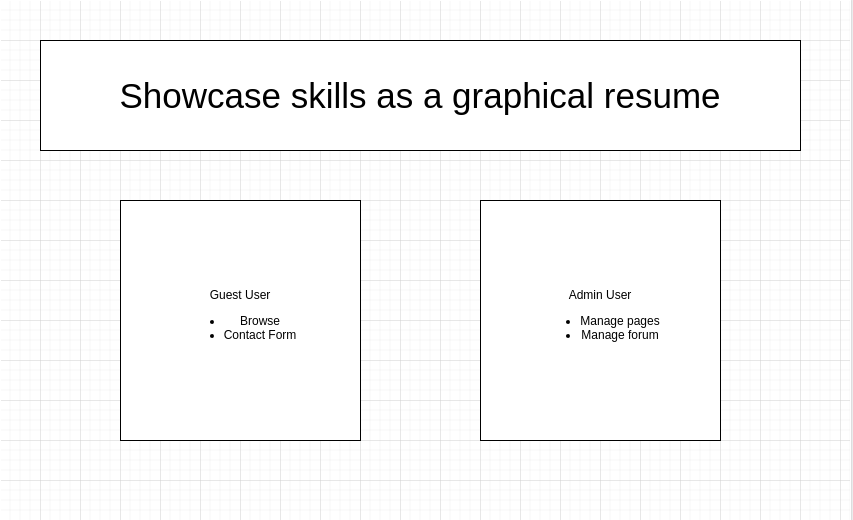 Showcase skills as a graphical resume
Guest User
• Browse
• Contact Form
Admin User
• Manage pages
• Manage forum